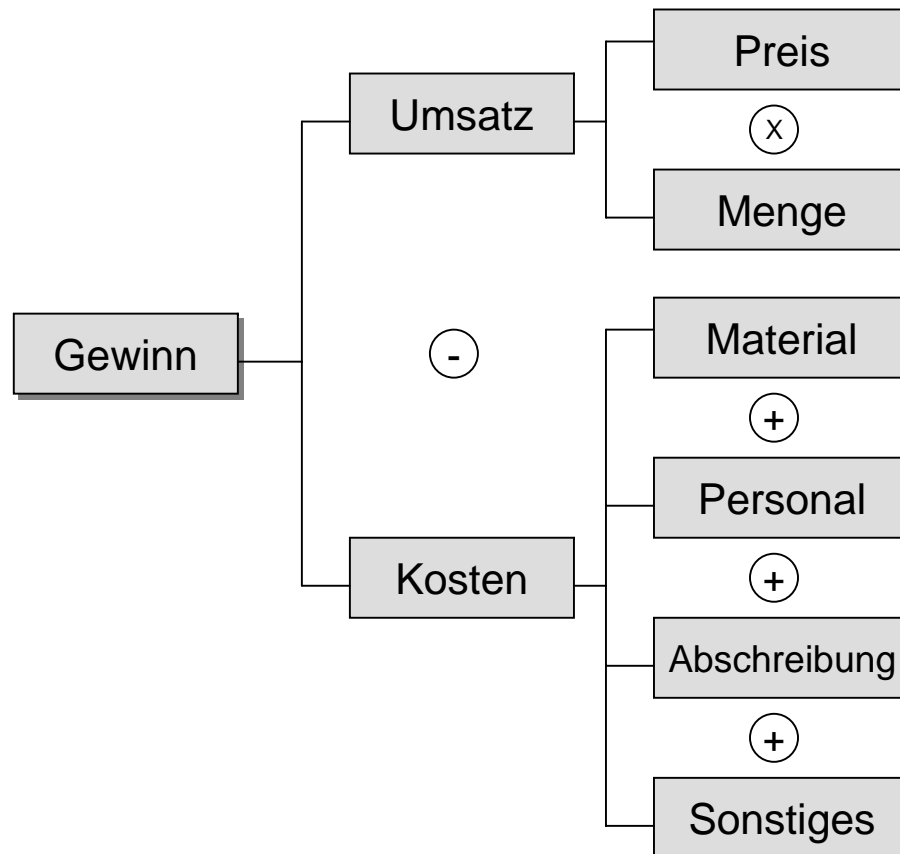 Preis
X
Umsatz
Menge
Gewinn
-
Material
+
Personal
+
Kosten
Abschreibung
+
Sonstiges